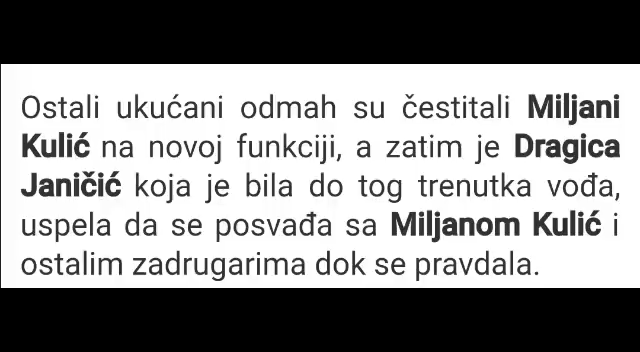 Ostali ukućani odmah su čestitali Miljani
Kulić na novoj funkciji, a zatim je Dragica
Janičić koja je bila do tog trenutka vođa,
uspela da se posvađa sa Miljanom Kulić i
ostalim zadrugarima dok se pravdala.